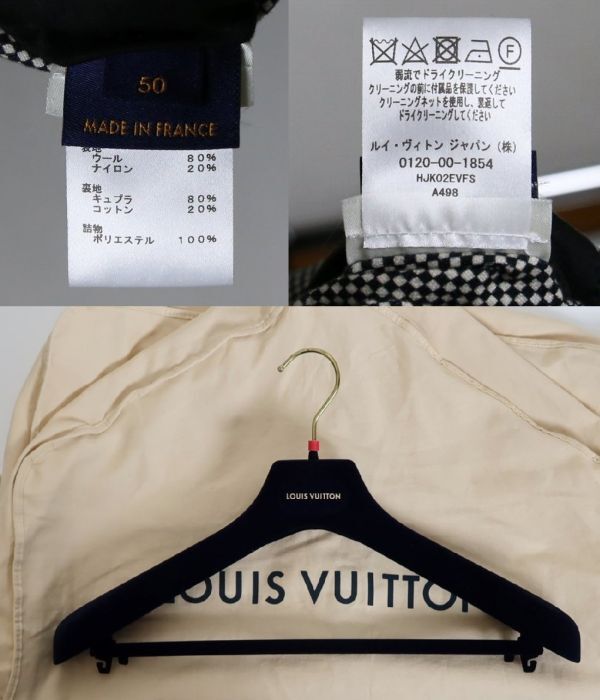 50
MADE IN FRANCE
表地
ウール 80%
ナイロン 20%
裏地
キュプラ 80%
コットン 20%
詰物
ポリエステル 100%
F
弱流でドライクリーニング
クリーニングの前に付属品を保護してください
クリーニングネットを使用し、裏返して
ドライクリーニングしてください
ルイ・ヴィトン ジャパン (株)
0120-00-1854
HJK02EVFS
A498
LOUIS VUITTON
LOUIS VUITTON